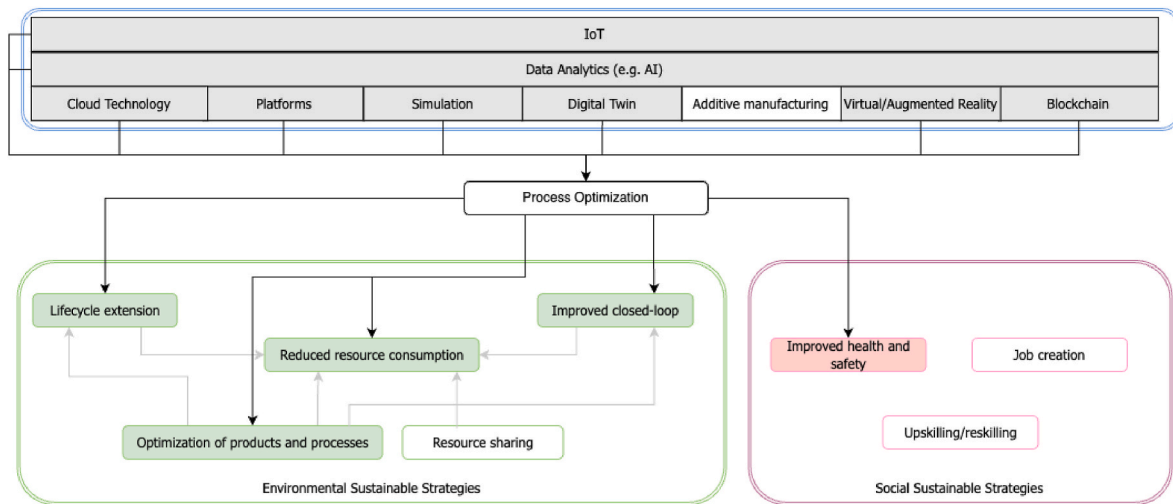 IoT
Data Analytics (e.g. AI)
Cloud Technology
Platforms
Simulation
Digital Twin
Additive manufacturing
Virtual/Augmented Reality
Blockchain
Process Optimization
Lifecycle extension
Improved closed-loop
Reduced resource consumption
Improved health and
safety
Job creation
Optimization of products and processes
Resource sharing
Upskilling/reskilling
Environmental Sustainable Strategies
Social Sustainable Strategies